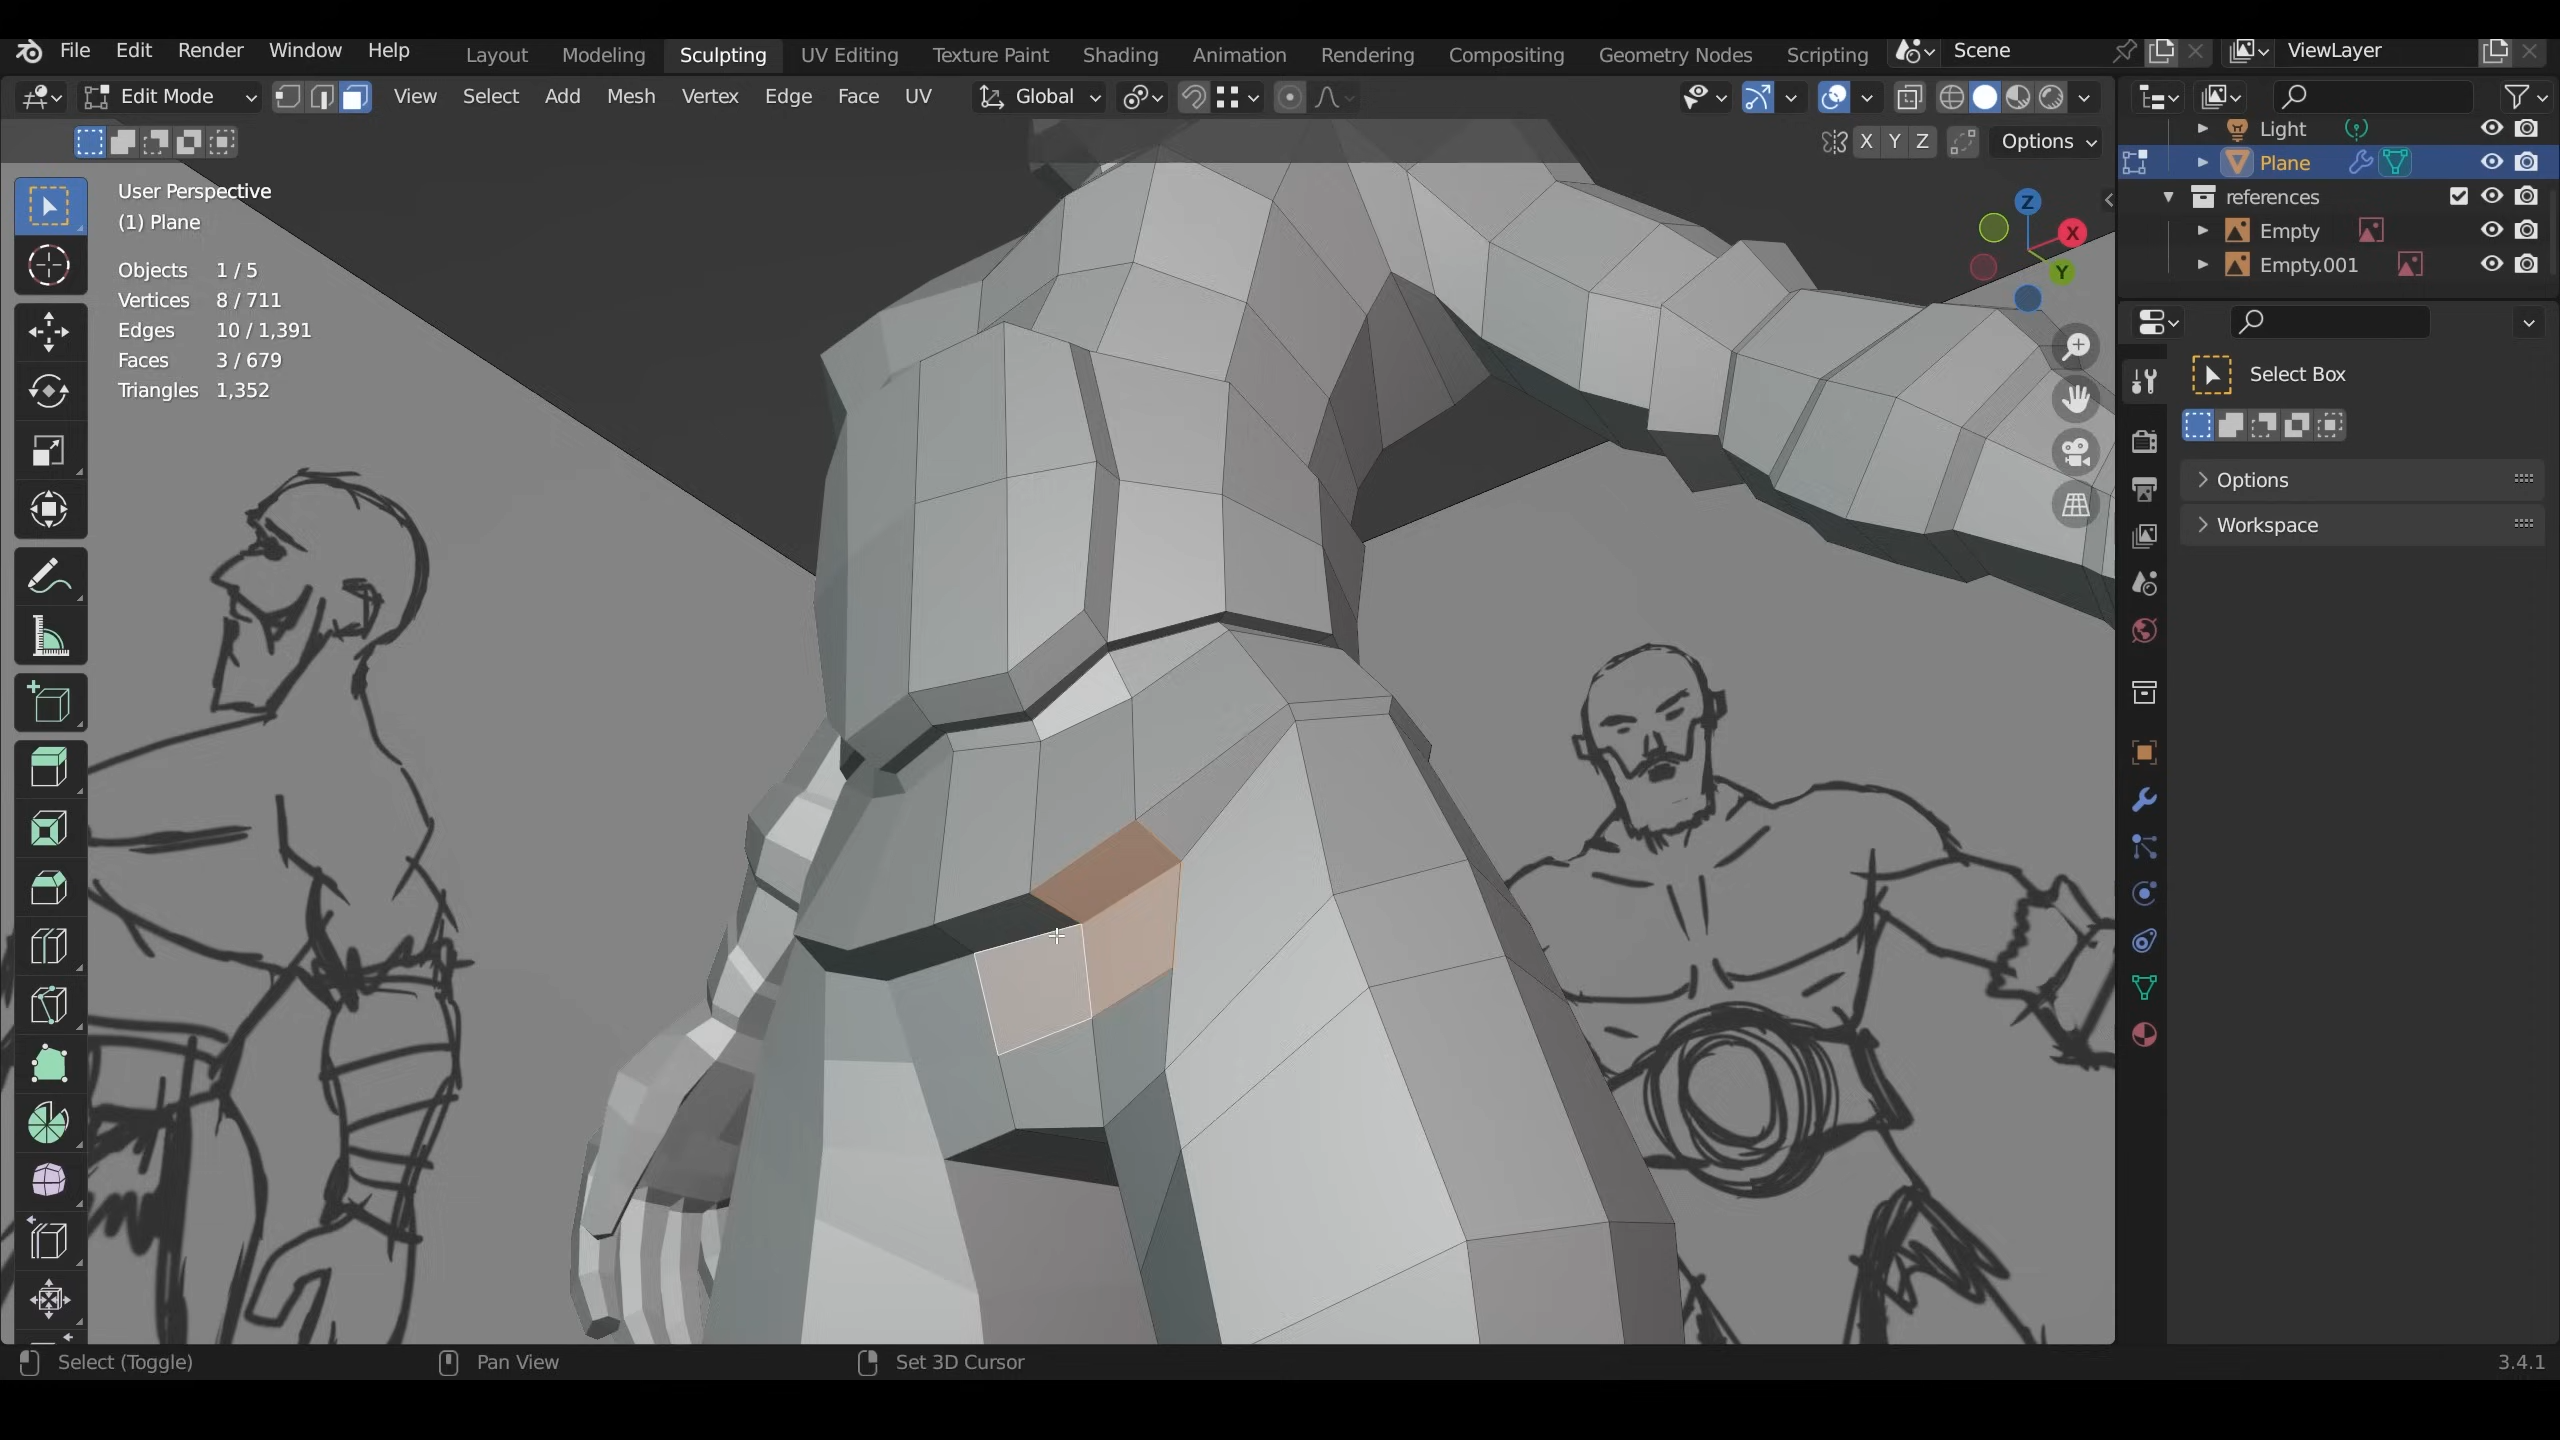 File Edit Render Window Help Layout Modeling Sculpting UV Editing Texture Paint Shading Animation Rendering Compositing Geometry Nodes Scripting Scene ViewLayer
Edit Mode View Select Add Mesh Vertex Edge Face UV Global
X Y Z Options
Light
Plane
references
Empty
Empty.001
User Perspective
(1) Plane
Objects 1 / 5
Vertices 8 / 711
Edges 10 / 1,391
Faces 3 / 679
Triangles 1,352
Z
X
Y
Select Box
Options
Workspace
Select (Toggle) Pan View Set 3D Cursor 3.4.1